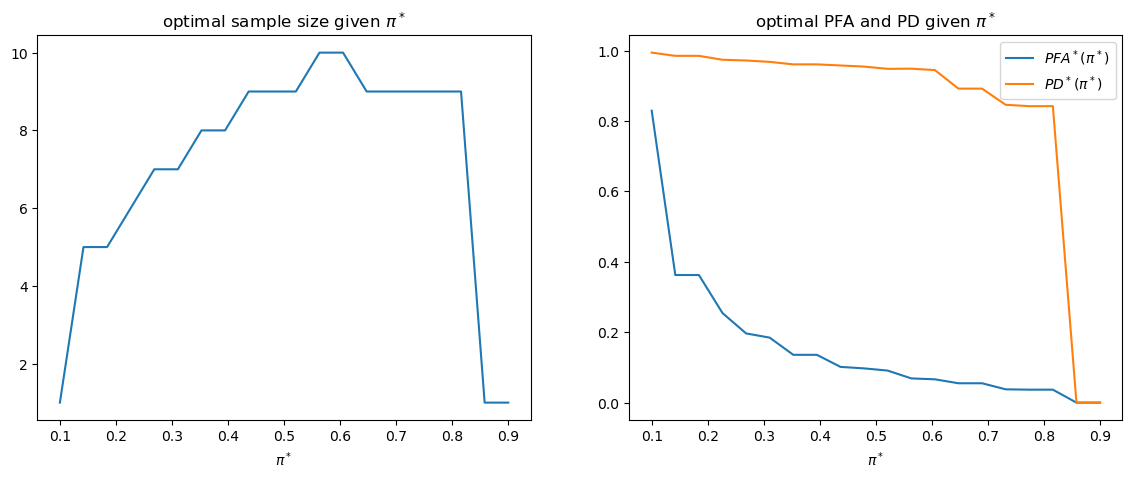 optimal sample size given π*
10
8
6
4
2
0.1 0.2 0.3 0.4 0.5 0.6 0.7 0.8 0.9
π*
optimal PFA and PD given π*
1.0
0.8
0.6
0.4
0.2
0.0
PFA*(π*)
PD*(π*)
0.1 0.2 0.3 0.4 0.5 0.6 0.7 0.8 0.9
π*